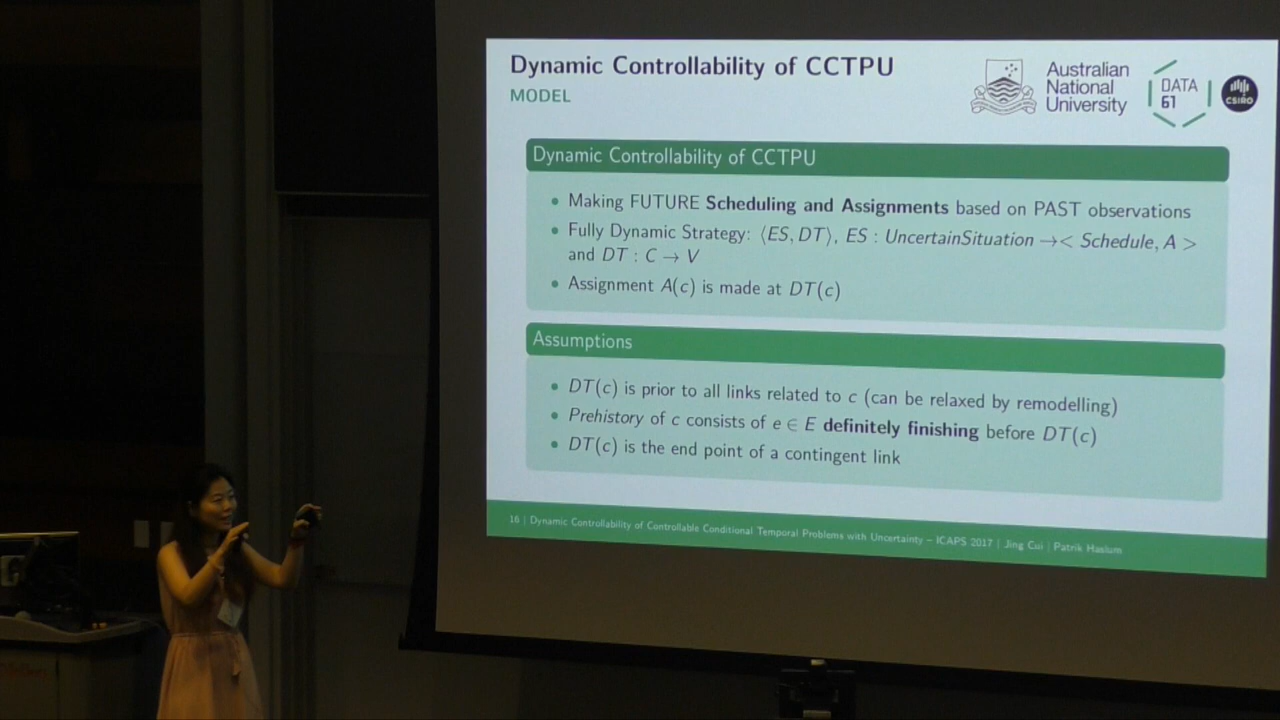 Dynamic Controllability of CCTPU
MODEL
Australian
National
University
DATA
61
CSIRO
Dynamic Controllability of CCTPU
• Making FUTURE Scheduling and Assignments based on PAST observations
• Fully Dynamic Strategy: ⟨ES, DT⟩, ES : UncertainSituation →< Schedule, A >
and DT : C → V
• Assignment A(c) is made at DT(c)
Assumptions
• DT(c) is prior to all links related to c (can be relaxed by remodelling)
• Prehistory of c consists of e ∈ E definitely finishing before DT(c)
• DT(c) is the end point of a contingent link
16 | Dynamic Controllability of Controllable Conditional Temporal Problems with Uncertainty – ICAPS 2017 | Jing Cui | Patrik Haslum